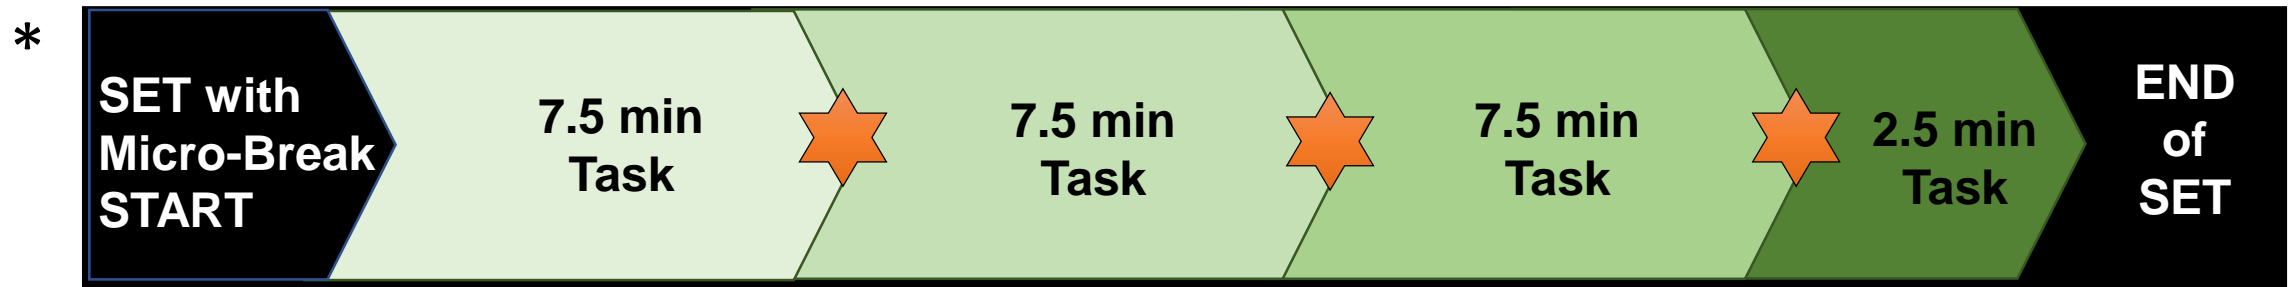 *
SET with
Micro-Break
START
7.5 min
Task
7.5 min
Task
7.5 min
Task
2.5 min
Task
END
of
SET